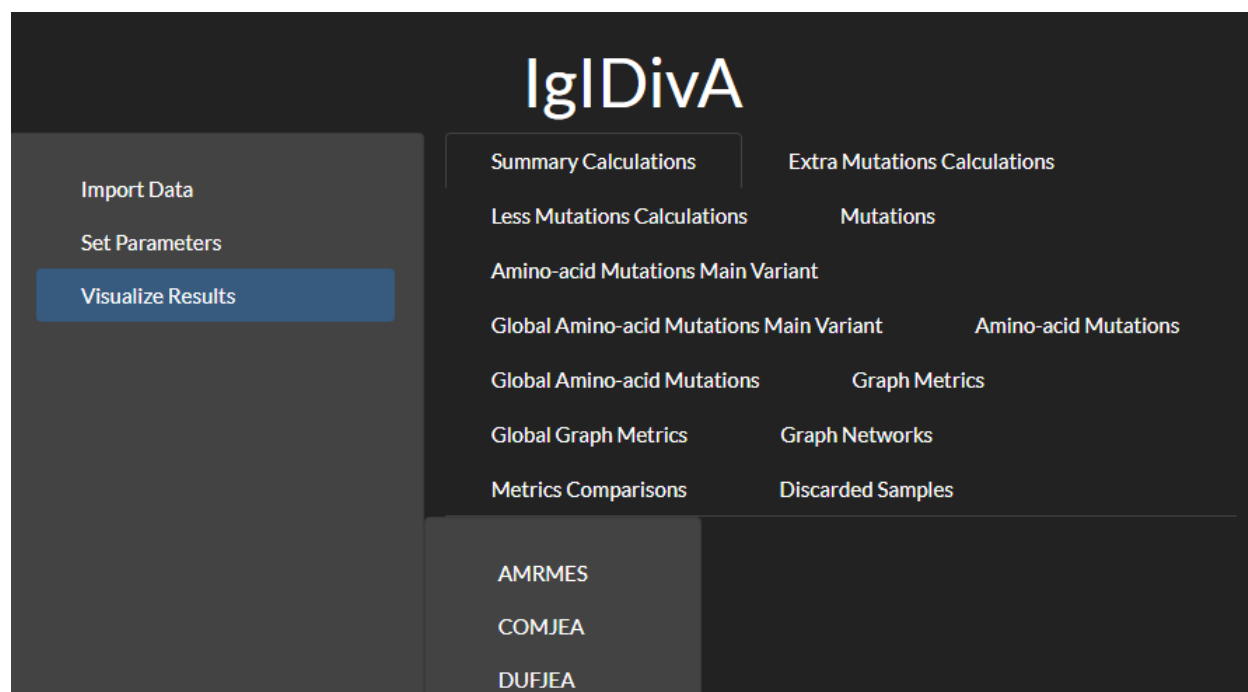 IgIDivA
Import Data
Set Parameters
Visualize Results
Summary Calculations Extra Mutations Calculations
Less Mutations Calculations Mutations
Amino-acid Mutations Main Variant
Global Amino-acid Mutations Main Variant Amino-acid Mutations
Global Amino-acid Mutations Graph Metrics
Global Graph Metrics Graph Networks
Metrics Comparisons Discarded Samples
AMRMES
COMJEA
DUFJEA